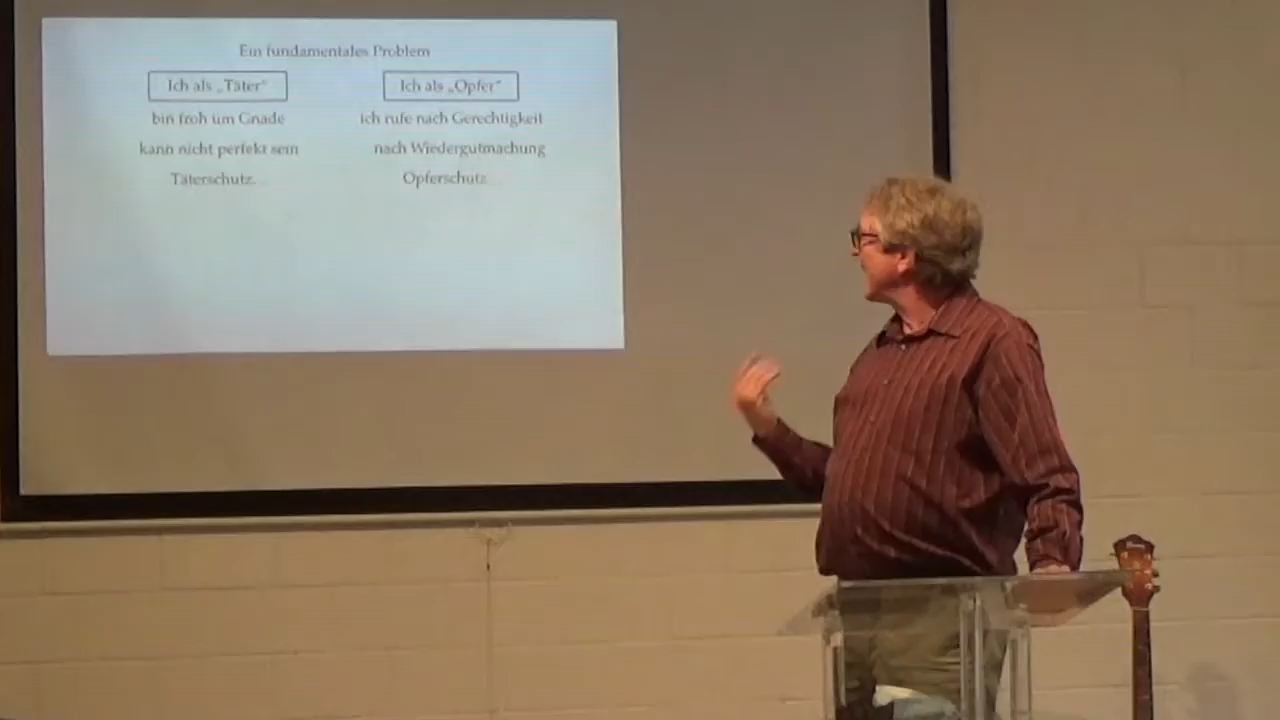 Ein fundamentales Problem
Ich als „Täter“
Ich als „Opfer“
bin froh um Gnade
ich rufe nach Gerechtigkeit
kann nicht perfekt sein
nach Wiedergutmachung
Täterschutz...
Opferschutz...